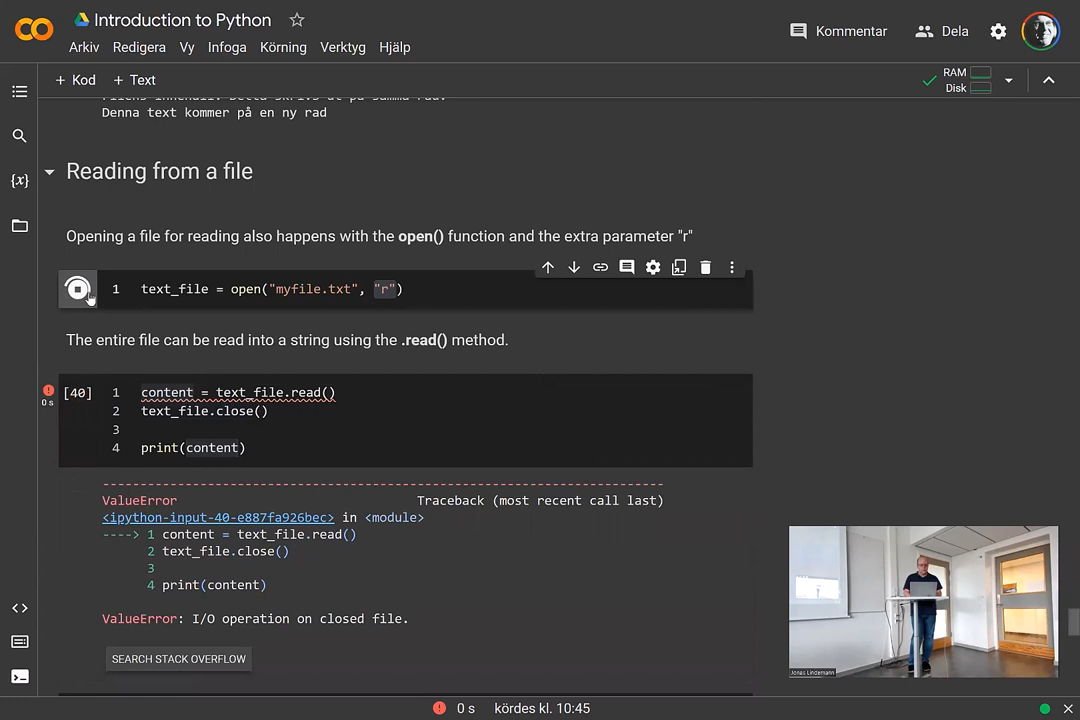 Introduction to Python
Arkiv Redigera Vy Infoga Körning Verktyg Hjälp
Kommentar
Dela
+ Kod + Text
RAM
Disk
Denna text kommer på en ny rad
Reading from a file
Opening a file for reading also happens with the open() function and the extra parameter "r"
1 text_file = open("myfile.txt", "r")
The entire file can be read into a string using the .read() method.
0 s
[40] 1 content = text_file.read()
2 text_file.close()
3
4 print(content)
---------------------------------------------------------------------------
ValueError Traceback (most recent call last)
<ipython-input-40-e887fa926bec> in <module>
----> 1 content = text_file.read()
2 text_file.close()
3
4 print(content)
ValueError: I/O operation on closed file.
SEARCH STACK OVERFLOW
Jonas Lindemann
0 s kördes kl. 10:45